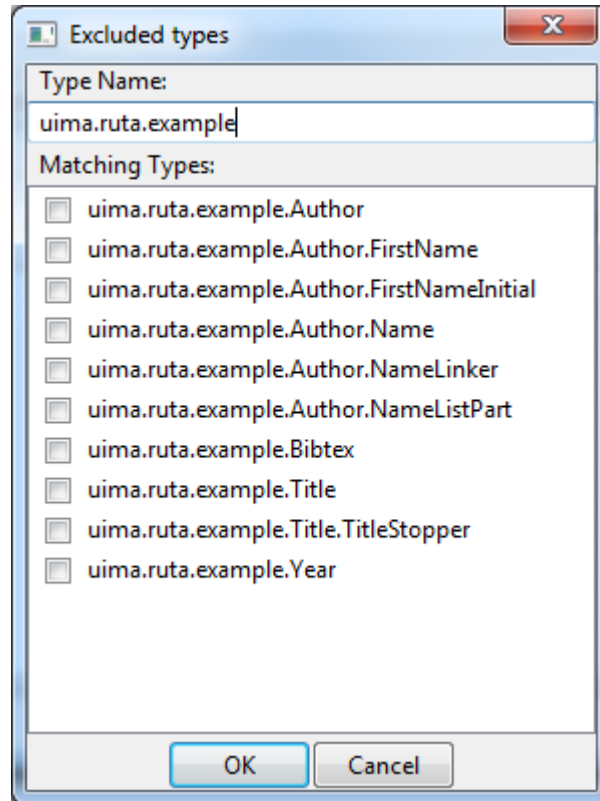 Excluded types
Type Name:
uima.ruta.example
Matching Types:
uima.ruta.example.Author
uima.ruta.example.Author.FirstName
uima.ruta.example.Author.FirstNameInitial
uima.ruta.example.Author.Name
uima.ruta.example.Author.NameLinker
uima.ruta.example.Author.NameListPart
uima.ruta.example.Bibtex
uima.ruta.example.Title
uima.ruta.example.Title.TitleStopper
uima.ruta.example.Year
OK Cancel